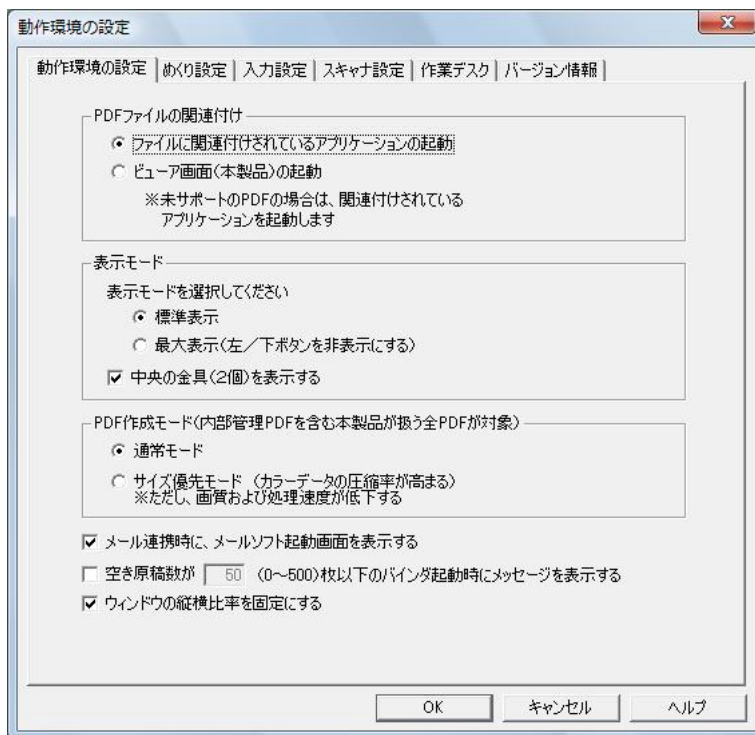 動作環境の設定
動作環境の設定 めくり設定 入力設定 スキャナ設定 作業デスク バージョン情報
PDFファイルの関連付け
ファイルに関連付けされているアプリケーションの起動
ビューア画面(本製品)の起動
※未サポートのPDFの場合は、関連付けされている
アプリケーションを起動します
表示モード
表示モードを選択してください
標準表示
最大表示(左／下ボタンを非表示にする)
中央の金具(2個)を表示する
PDF作成モード(内部管理PDFを含む本製品が扱う全PDFが対象)
通常モード
サイズ優先モード (カラーデータの圧縮率が高まる)
※ただし、画質および処理速度が低下する
メール連携時に、メールソフト起動画面を表示する
空き原稿数が 50 (0～500)枚以下のバインダ起動時にメッセージを表示する
ウィンドウの縦横比率を固定にする
OK キャンセル ヘルプ